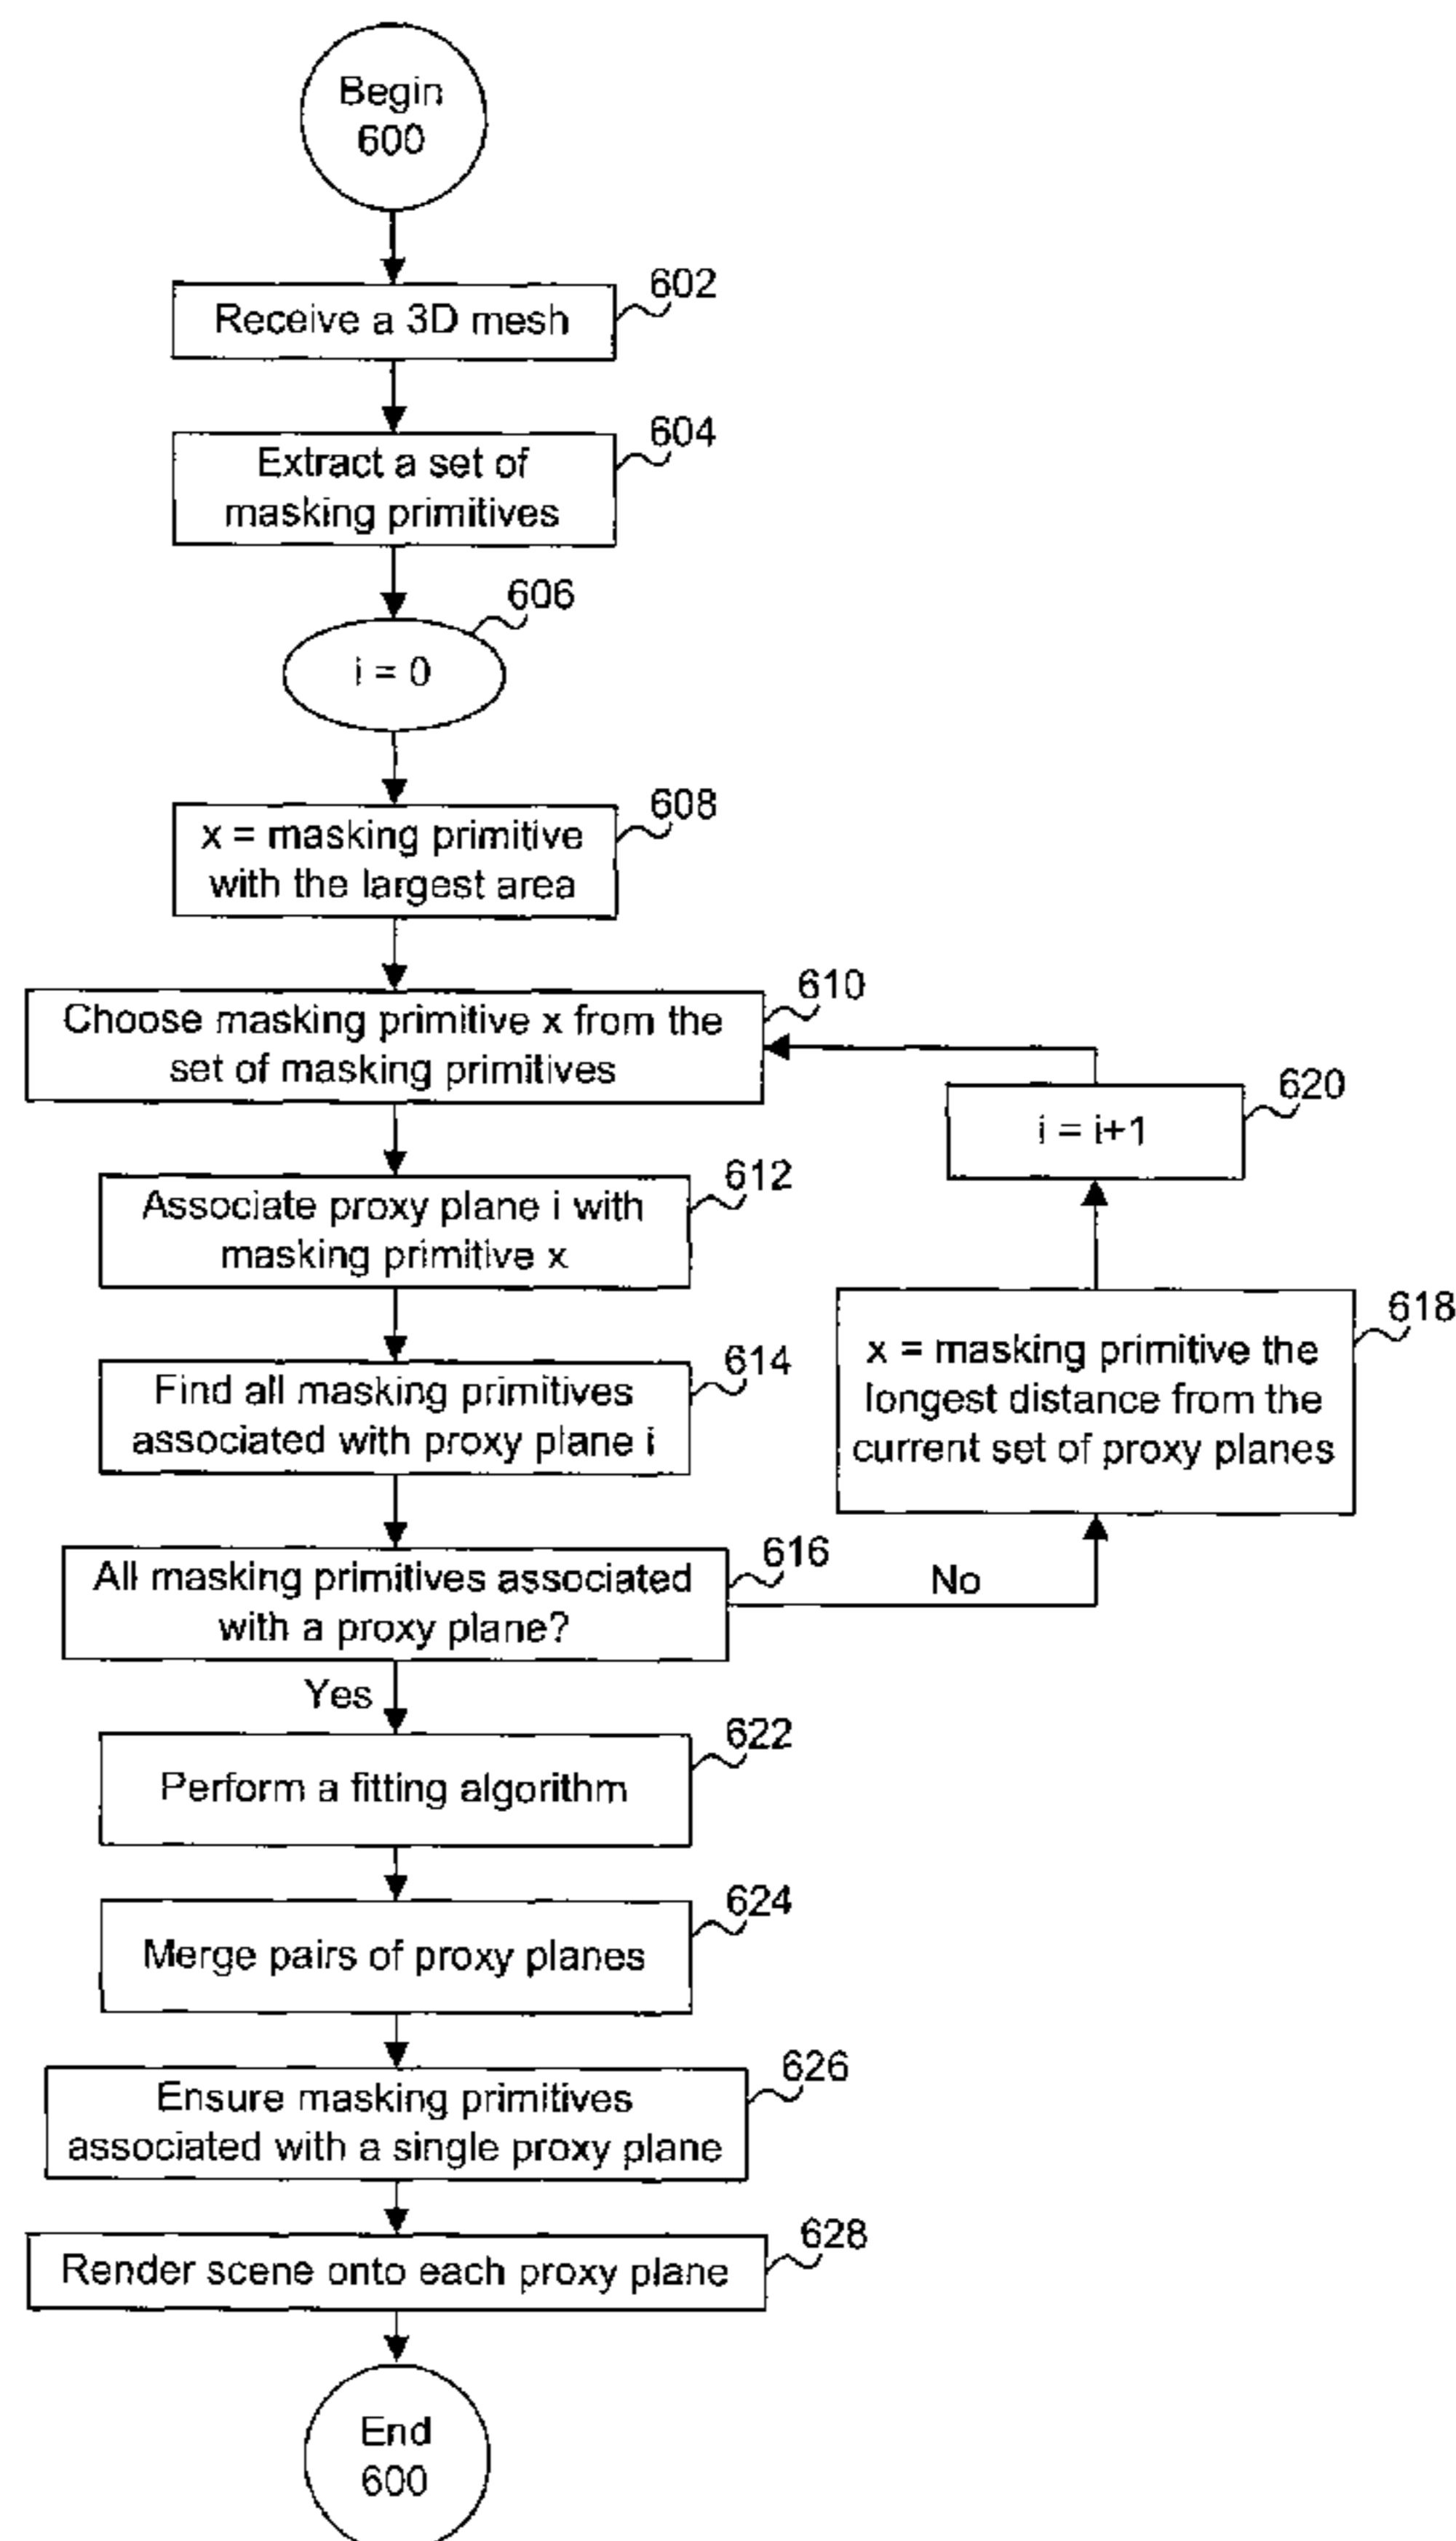 Begin
600
602
Receive a 3D mesh
604
Extract a set of
masking primitives
606
i = 0
608
x = masking primitive
with the largest area
610
Choose masking primitive x from the
set of masking primitives
620
i = i+1
612
Associate proxy plane i with
masking primitive x
618
x = masking primitive the
longest distance from the
current set of proxy planes
614
Find all masking primitives
associated with proxy plane i
616
All masking primitives associated
with a proxy plane?
No
Yes
622
Perform a fitting algorithm
624
Merge pairs of proxy planes
626
Ensure masking primitives
associated with a single proxy plane
628
Render scene onto each proxy plane
End
600